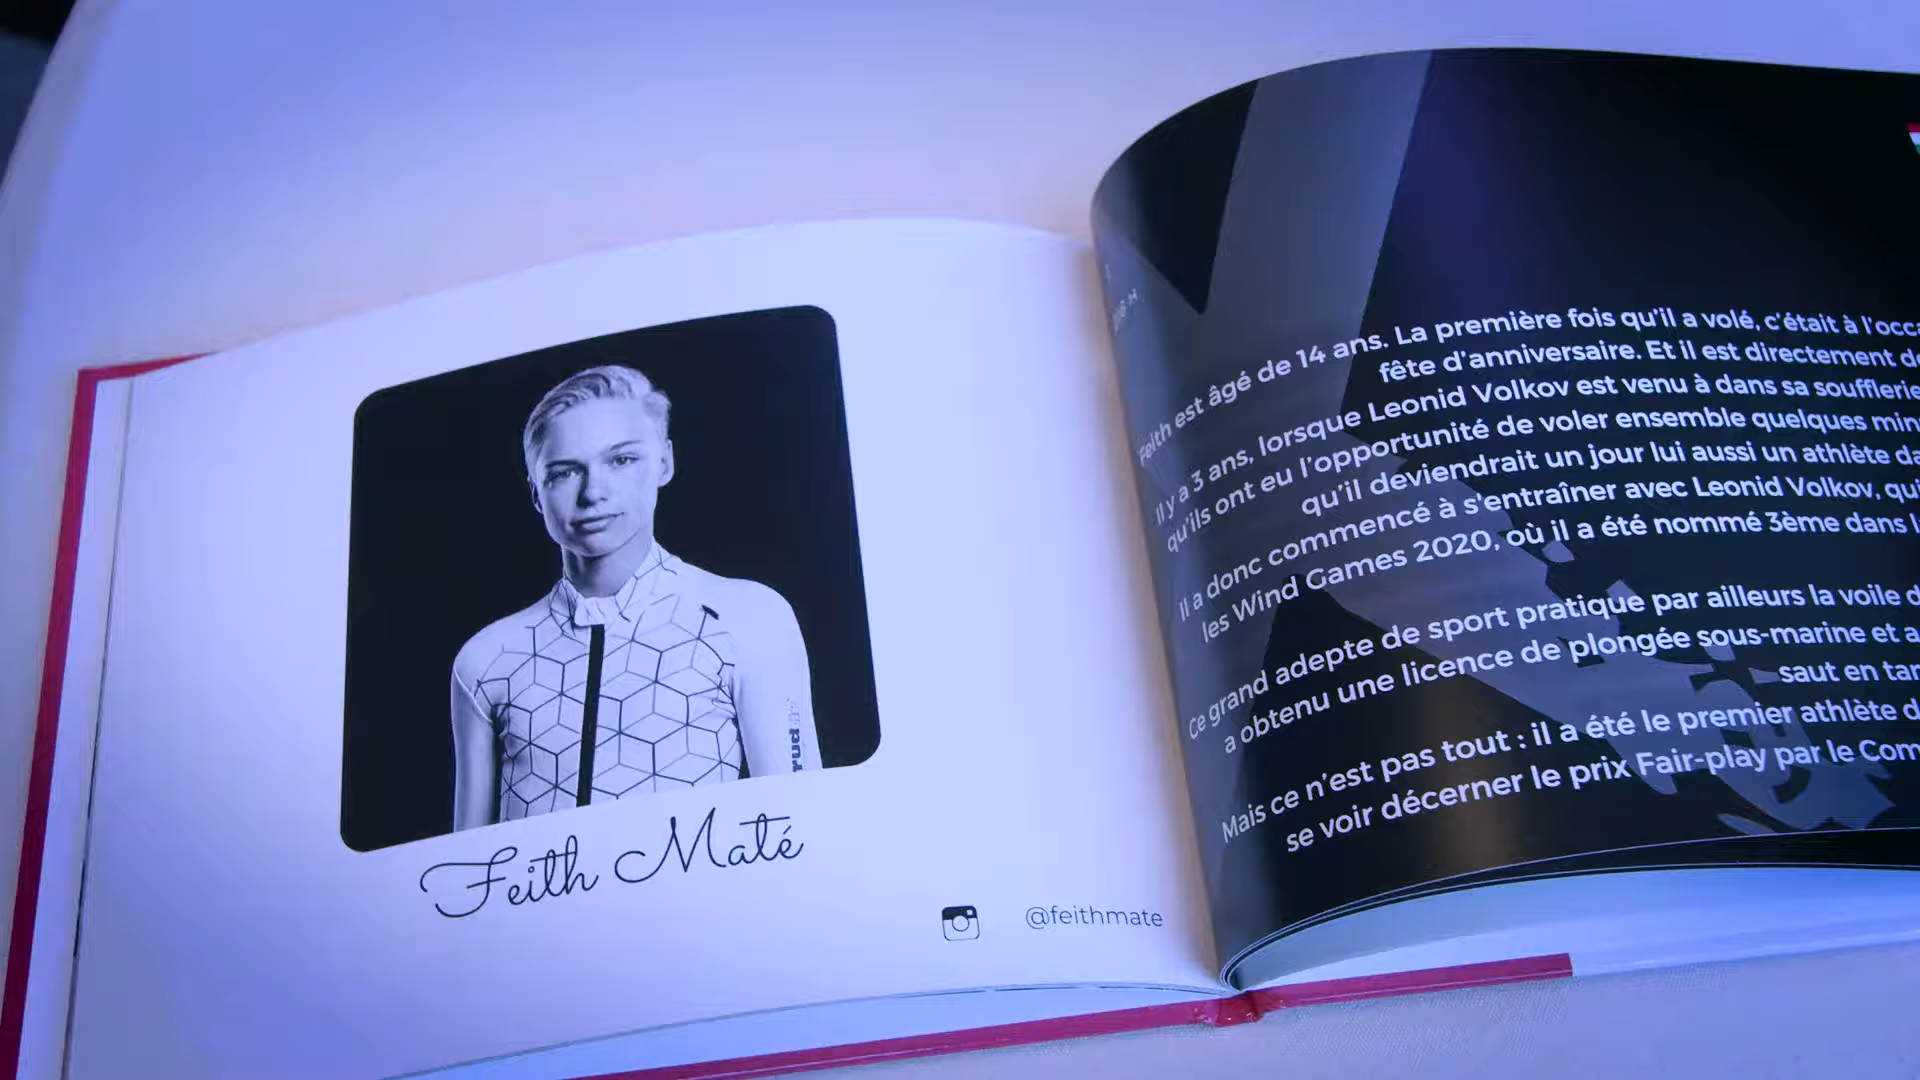 Feith Maté
@feithmate
Feith est âgé de 14 ans. La première fois qu'il a volé, c'était à l'occa
fête d'anniversaire. Et il est directement
Il y a 3 ans, lorsque Leonid Volkov est venu à dans sa soufflerie
qu'ils ont eu l'opportunité de voler ensemble quelques min
qu'il deviendrait un jour lui aussi un athlète da
Il a donc commencé à s'entraîner avec Leonid Volkov, qui
les Wind Games 2020, où il a été nommé 3ème dans
Ce grand adepte de sport pratique par ailleurs la voile
a obtenu une licence de plongée sous-marine et a
saut en tan
Mais ce n'est pas tout : il a été le premier athlète
se voir décerner le prix Fair-play par le Com